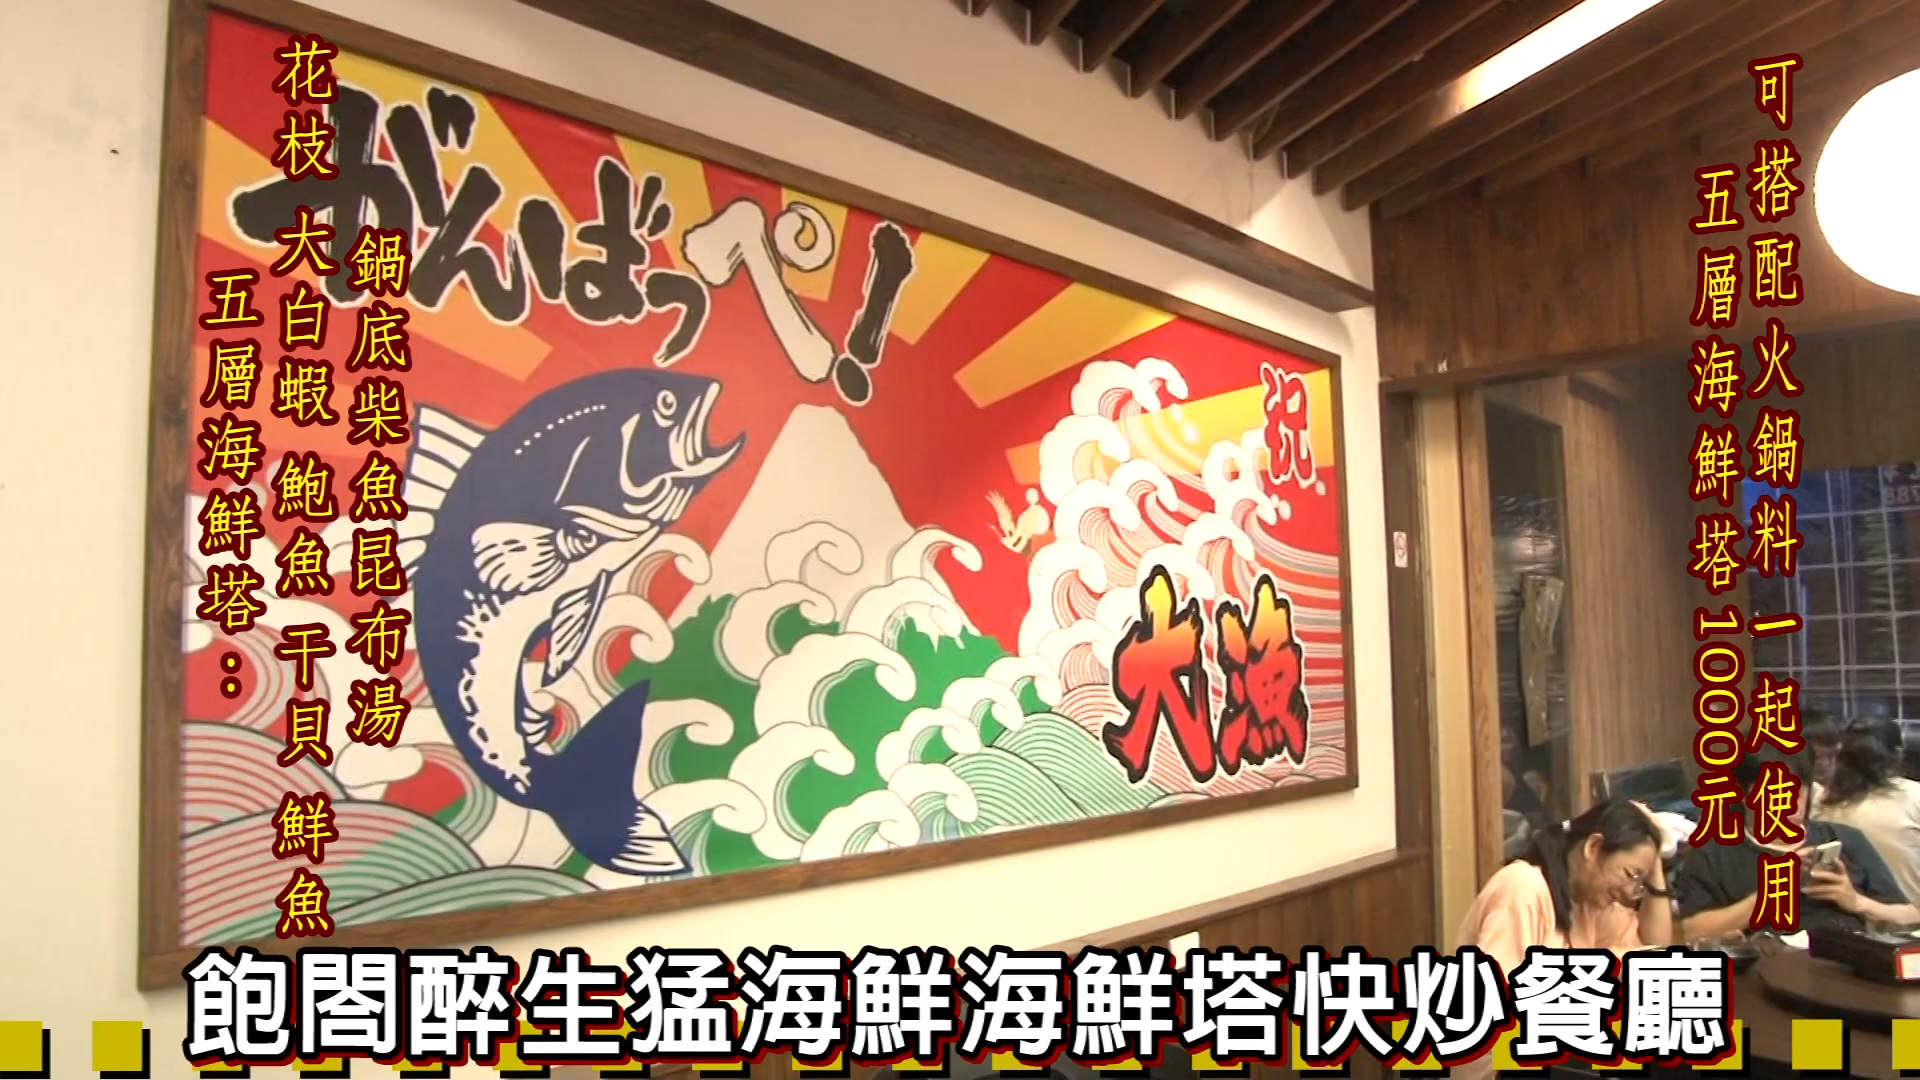 可搭配火鍋料一起使用
五層海鮮塔1000元
鍋底柴魚昆布湯
花枝 大白蝦 鮑魚 干貝 鮮魚
五層海鮮塔：
がんばっぺ！
祝
大漁
飽閤醉生猛海鮮海鮮塔快炒餐廳